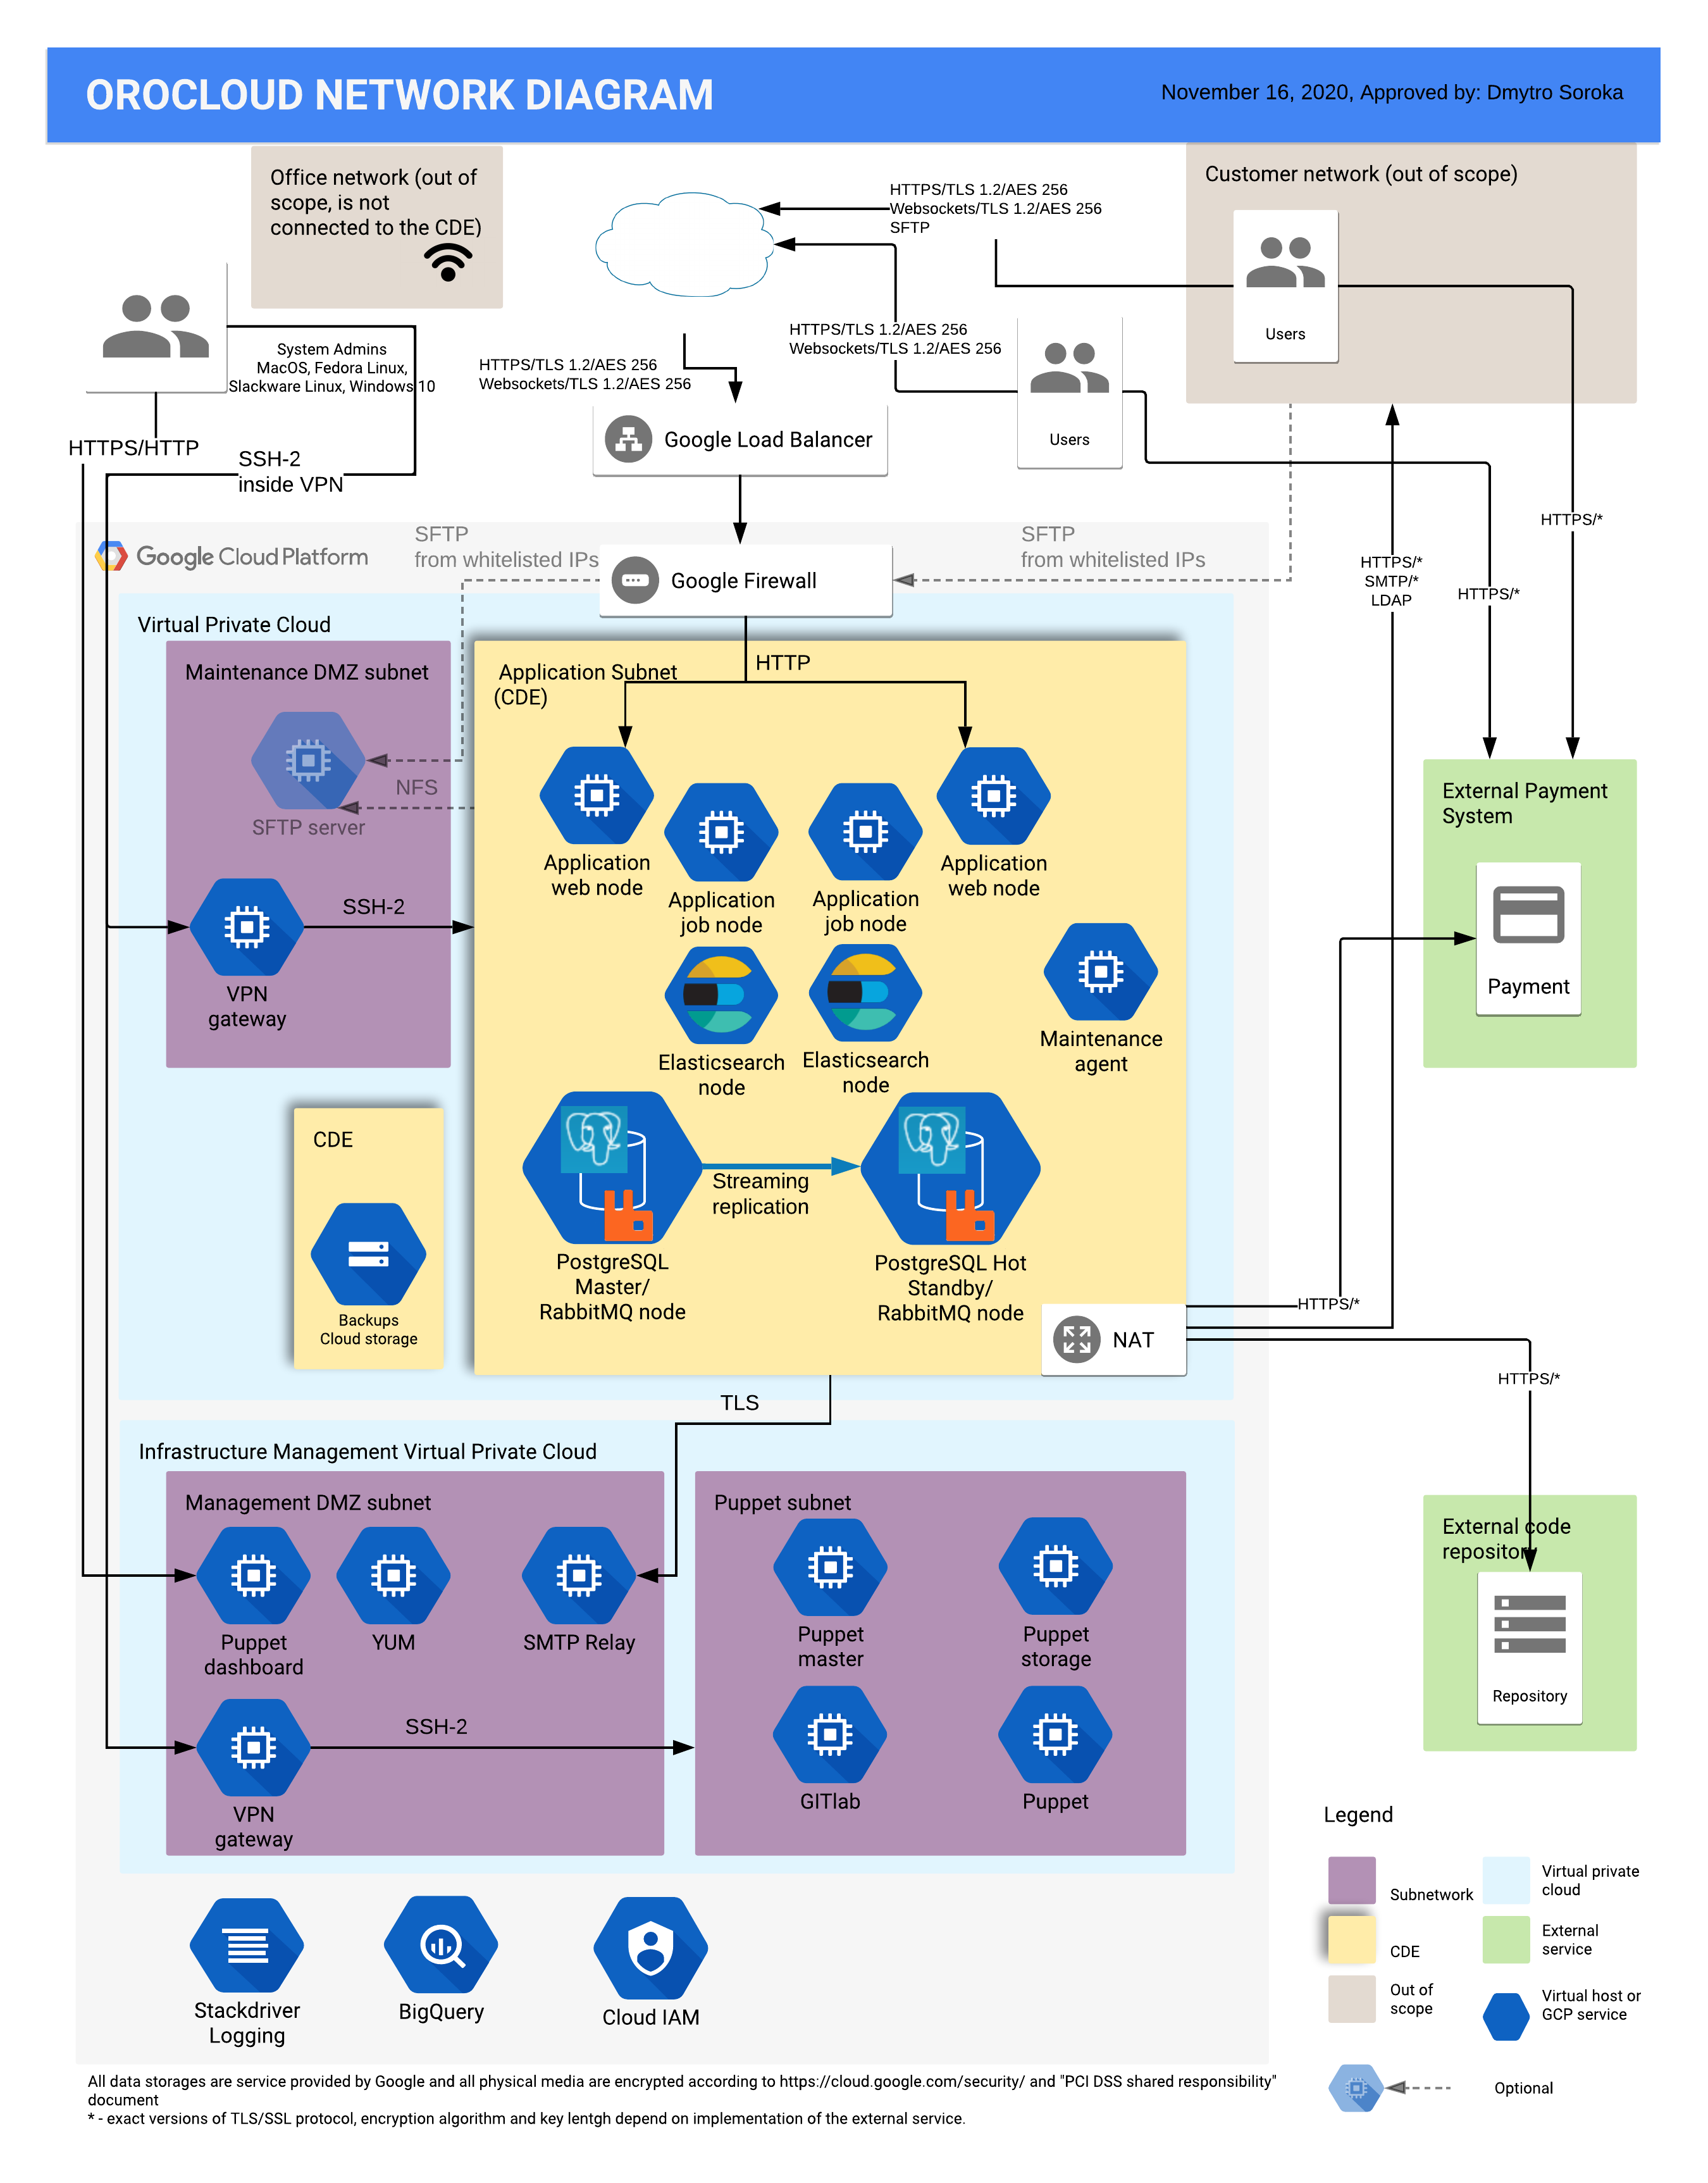 OROCLOUD NETWORK DIAGRAM
November 16, 2020, Approved by: Dmytro Soroka
Office network (out of
scope, is not
connected to the CDE)
HTTPS/TLS 1.2/AES 256
Websockets/TLS 1.2/AES 256
SFTP
Customer network (out of scope)
Users
System Admins
MacOS, Fedora Linux,
Slackware Linux, Windows 10
HTTPS/TLS 1.2/AES 256
Websockets/TLS 1.2/AES 256
HTTPS/TLS 1.2/AES 256
Websockets/TLS 1.2/AES 256
Users
HTTPS/HTTP
SSH-2
inside VPN
Google Load Balancer
HTTPS/*
HTTPS/*
SMTP/*
LDAP
HTTPS/*
Google Cloud Platform
SFTP
from whitelisted IPs
Google Firewall
SFTP
from whitelisted IPs
Virtual Private Cloud
Maintenance DMZ subnet
SFTP server
NFS
VPN
gateway
SSH-2
Application Subnet
(CDE)
HTTP
Application
web node
Application
job node
Application
job node
Application
web node
Elasticsearch
node
Elasticsearch
node
Maintenance
agent
Streaming
replication
PostgreSQL
Master/
RabbitMQ node
PostgreSQL Hot
Standby/
RabbitMQ node
NAT
CDE
Backups
Cloud storage
External Payment
System
Payment
HTTPS/*
HTTPS/*
TLS
Infrastructure Management Virtual Private Cloud
Management DMZ subnet
Puppet
dashboard
YUM
SMTP Relay
VPN
gateway
SSH-2
Puppet subnet
Puppet
master
Puppet
storage
GITlab
Puppet
External code
repository
Repository
Stackdriver
Logging
BigQuery
Cloud IAM
Legend
Subnetwork
Virtual private
cloud
CDE
External
service
Out of
scope
Virtual host or
GCP service
Optional
All data storages are service provided by Google and all physical media are encrypted according to https://cloud.google.com/security/ and "PCI DSS shared responsibility"
document
* - exact versions of TLS/SSL protocol, encryption algorithm and key lentgh depend on implementation of the external service.